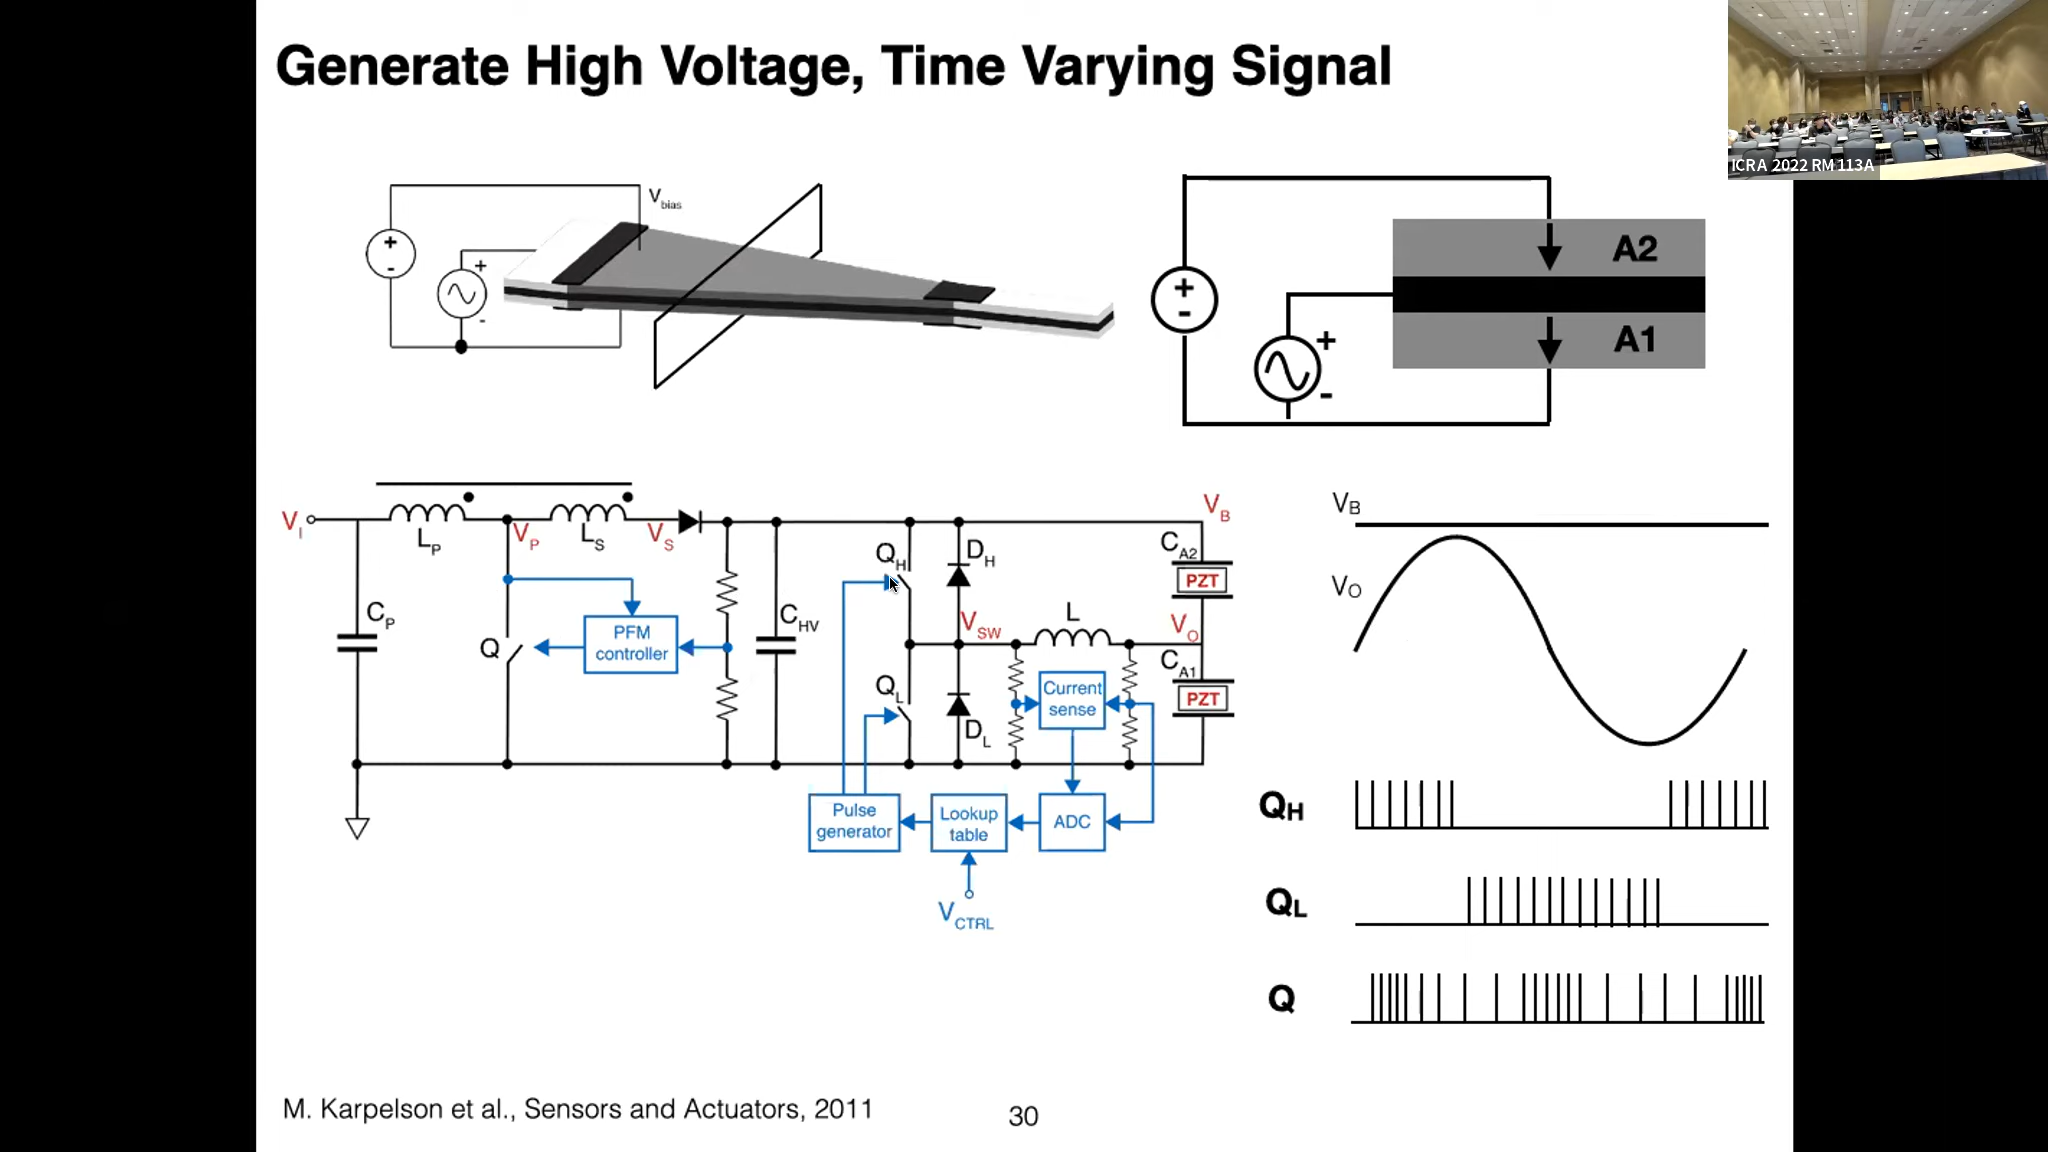 Generate High Voltage, Time Varying Signal
ICRA 2022 RM 113A
Vbias
+
-
+
-
+
-
+
-
A2
A1
VI
LP
VP
LS
VS
CP
Q
PFM
controller
CHV
QH
DH
VSW
L
VB
CA2
PZT
VO
CA1
PZT
QL
DL
Current
sense
Pulse
generator
Lookup
table
ADC
VCTRL
VB
VO
QH
QL
Q
M. Karpelson et al., Sensors and Actuators, 2011
30